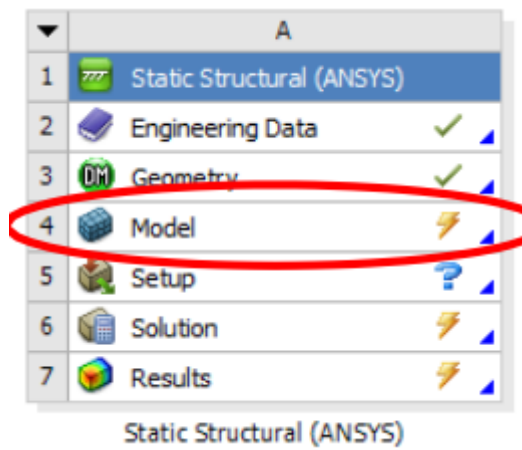 A
1 Static Structural (ANSYS)
2 Engineering Data
3 DM Geometry
4 Model
5 Setup ?
6 Solution
7 Results
Static Structural (ANSYS)